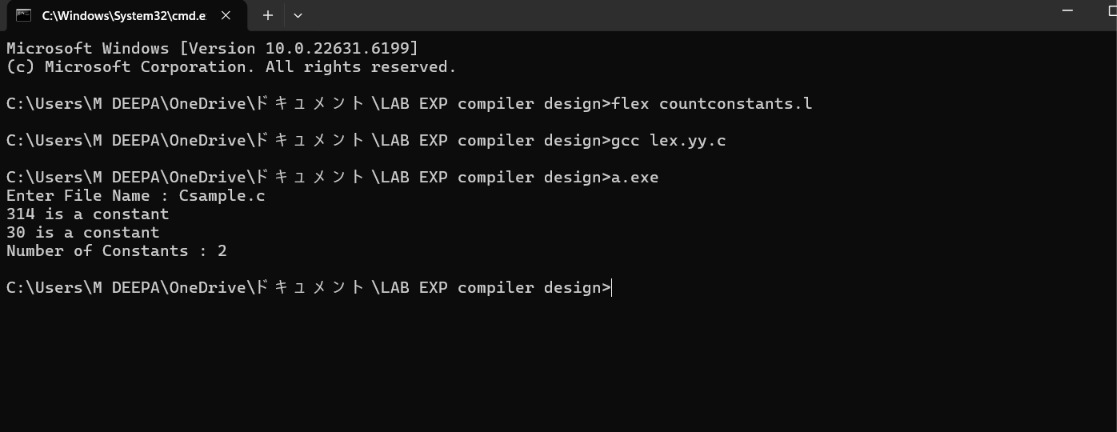 C:\Windows\System32\cmd.e
Microsoft Windows [Version 10.0.22631.6199]
(c) Microsoft Corporation. All rights reserved.
C:\Users\M DEEPA\OneDrive\ドキュメント\LAB EXP compiler design>flex countconstants.l
C:\Users\M DEEPA\OneDrive\ドキュメント\LAB EXP compiler design>gcc lex.yy.c
C:\Users\M DEEPA\OneDrive\ドキュメント\LAB EXP compiler design>a.exe
Enter File Name : Csample.c
314 is a constant
30 is a constant
Number of Constants : 2
C:\Users\M DEEPA\OneDrive\ドキュメント\LAB EXP compiler design>